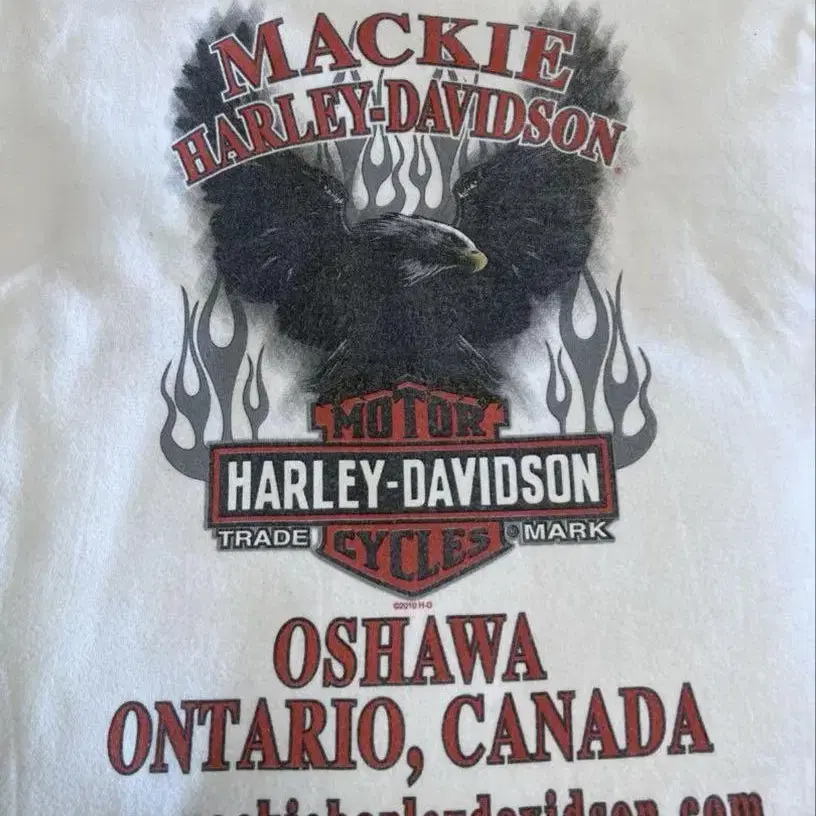 MACKIE
HARLEY-DAVIDSON
MOTOR
HARLEY-DAVIDSON
TRADE MARK
CYCLES
©2010 H-D
OSHAWA
ONTARIO, CANADA